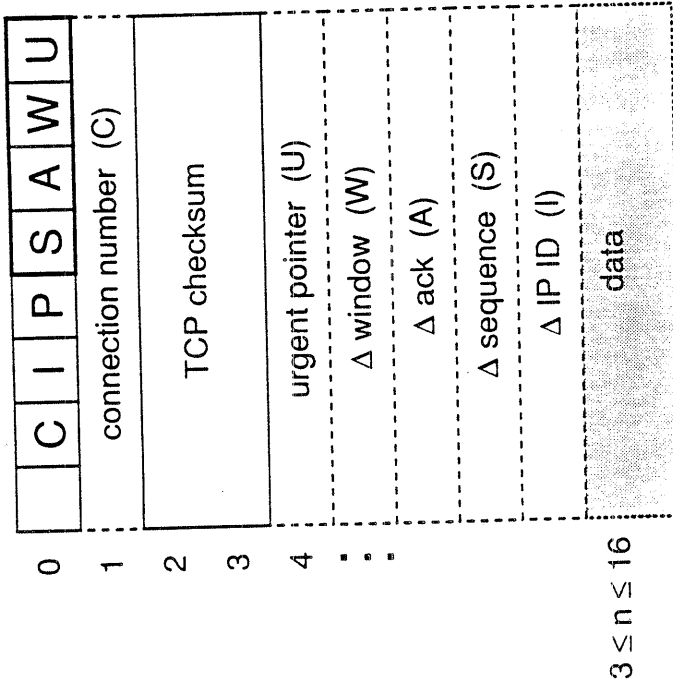 C I P S A W U
0
connection number (C)
1
TCP checksum
2
3
urgent pointer (U)
4
Δ window (W)
Δ ack (A)
Δ sequence (S)
Δ IP ID (I)
data
3 ≤ n ≤ 16